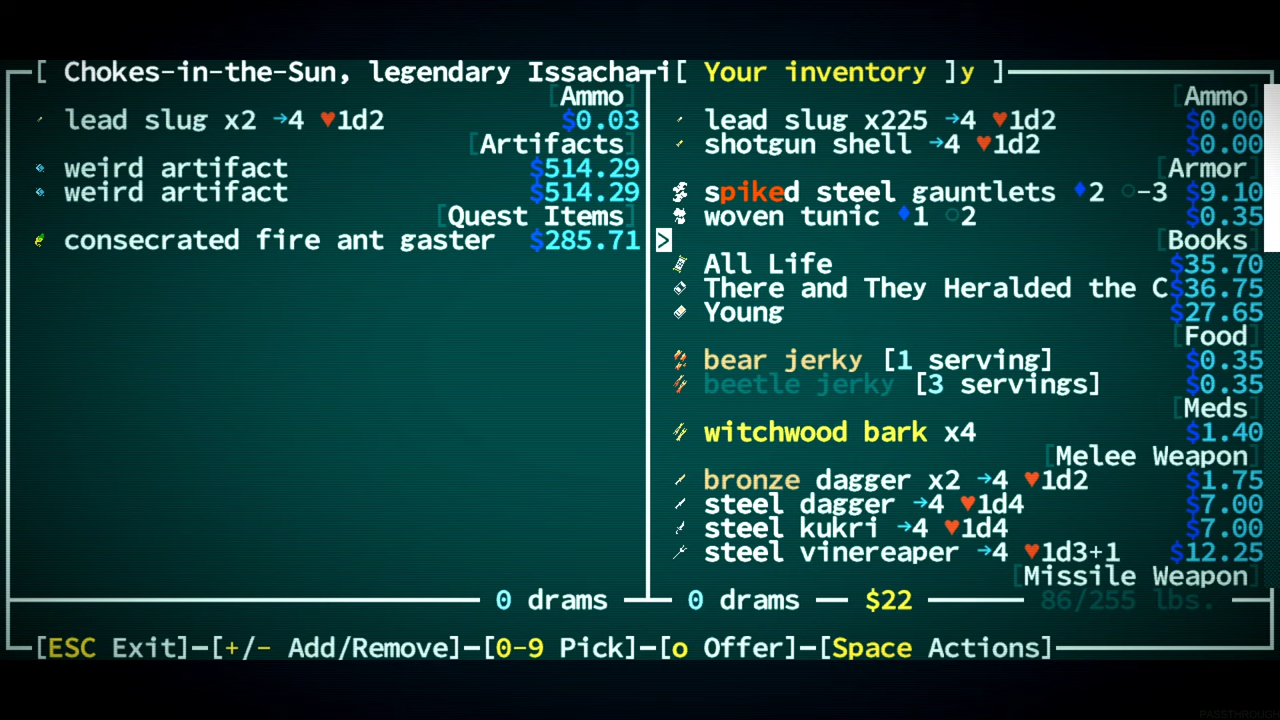 [ Chokes-in-the-Sun, legendary Issacha i[ Your inventory ]y ]
[Ammo]
lead slug x2 →4 ♥1d2 $0.03
[Artifacts]
weird artifact $514.29
weird artifact $514.29
[Quest Items]
consecrated fire ant gaster $285.71
[Ammo]
lead slug x225 →4 ♥1d2 $0.00
shotgun shell →4 ♥1d2 $0.00
[Armor]
spiked steel gauntlets ♦2 ○-3 $9.10
woven tunic ♦1 ○2 $0.35
> [Books]
All Life $35.70
There and They Heralded the C$36.75
Young $27.65
[Food]
bear jerky [1 serving] $0.35
beetle jerky [3 servings] $0.35
[Meds]
witchwood bark x4 $1.40
[Melee Weapon]
bronze dagger x2 →4 ♥1d2 $1.75
steel dagger →4 ♥1d4 $7.00
steel kukri →4 ♥1d4 $7.00
steel vinereaper →4 ♥1d3+1 $12.25
[Missile Weapon]
0 drams 0 drams $22 86/255 lbs.
[ESC Exit]-[+/- Add/Remove]-[0-9 Pick]-[o Offer]-[Space Actions]